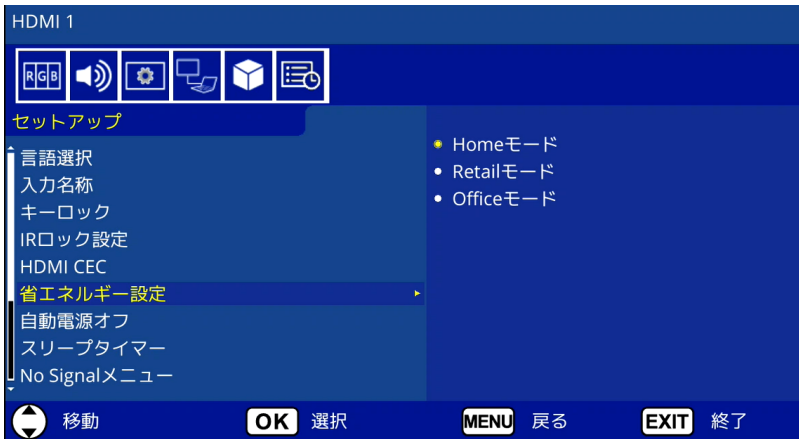 HDMI 1
RGB
セットアップ
言語選択
入力名称
キーロック
IRロック設定
HDMI CEC
省エネルギー設定
自動電源オフ
スリープタイマー
No Signalメニュー
Homeモード
Retailモード
Officeモード
移動 OK 選択 MENU 戻る EXIT 終了